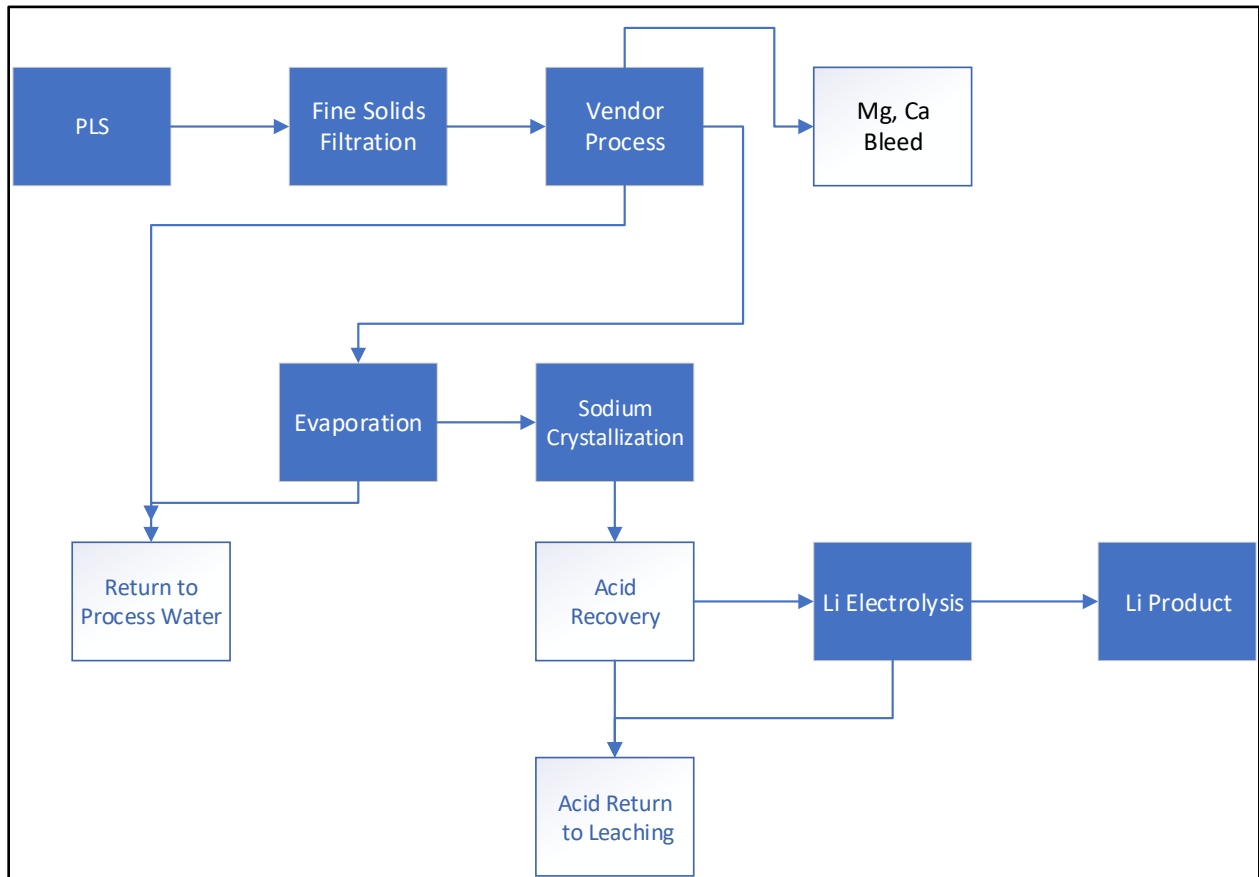 PLS
Fine Solids
Filtration
Vendor
Process
Mg, Ca
Bleed
Evaporation
Sodium
Crystallization
Return to
Process Water
Acid
Recovery
Li Electrolysis
Li Product
Acid Return
to Leaching